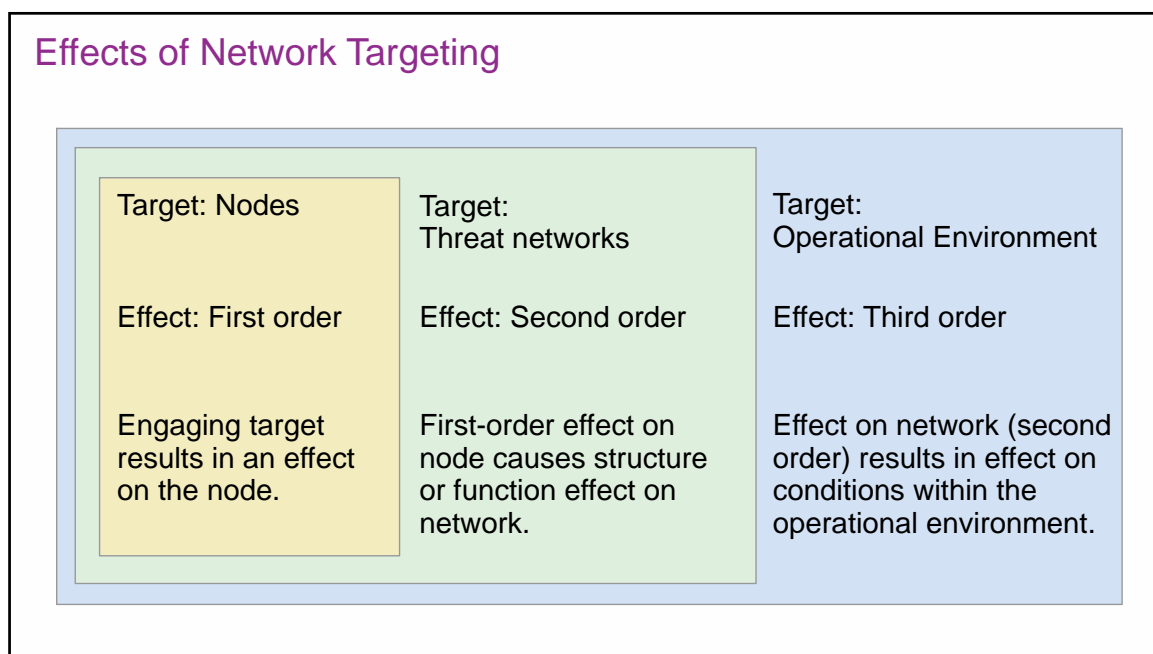 Effects of Network Targeting
Target: Nodes
Effect: First order
Engaging target
results in an effect
on the node.
Target:
Threat networks
Effect: Second order
First-order effect on
node causes structure
or function effect on
network.
Target:
Operational Environment
Effect: Third order
Effect on network (second
order) results in effect on
conditions within the
operational environment.